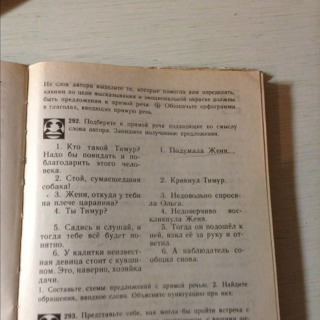 Из слов автора выделите те, которые помогли вам определить,
какими по цели высказывания и эмоциональной окраске должны
быть предложения в прямой речи. Обозначьте орфограммы
в глаголах, вводящих прямую речь.
292. Подберите к прямой речи подходящие по смыслу
слова автора. Запишите полученные предложения.
1. Кто такой Тимур?
Надо бы повидать и по-
благодарить этого чело-
века.
2. Стой, сумасшедшая
собака!
3. Женя, откуда у тебя
на плече царапина?
4. Ты Тимур?
5. Садись и слушай, и
тогда тебе всё будет по-
нятно.
6. У калитки неизвест-
ная девица стоит с кувши-
ном. Это, наверно, хозяйка
дачи.
1. Подумала Женя...
2. Крикнул Тимур.
3. Недовольно спроси-
ла Ольга.
4. Недоверчиво вос-
кликнула Женя.
5. Тогда он подошёл к
ней, взял её за руку и от-
ветил.
6. А наблюдатель со-
общил снова.
1. Составьте схемы предложений с прямой речью. 2. Найдите
обращения, вводное слово. Объясните пунктуацию при них.
293. Представьте себе, как могла бы пройти встреча с